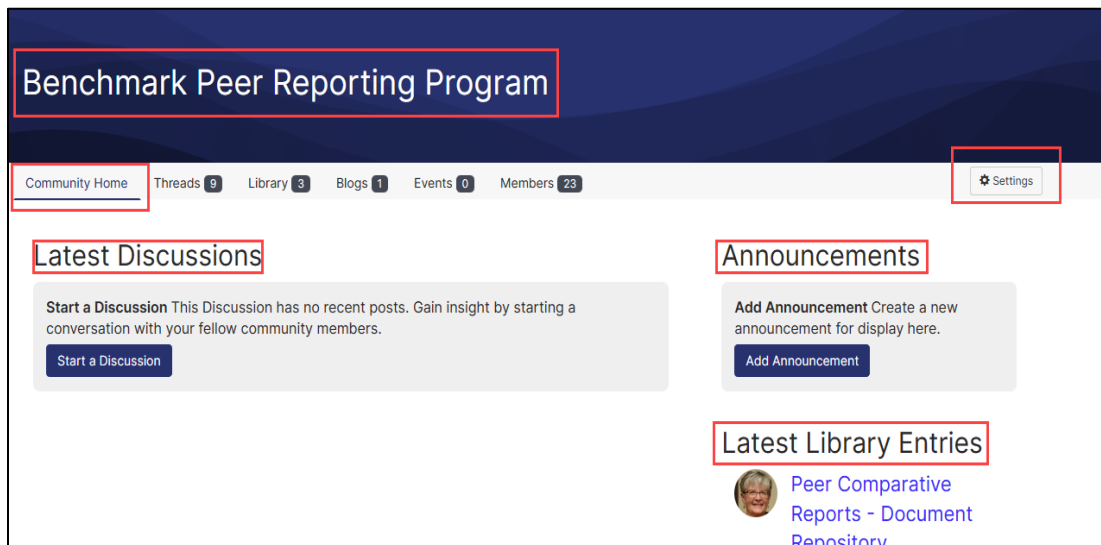 Benchmark Peer Reporting Program
Community Home Threads 9 Library 3 Blogs 1 Events 0 Members 23 Settings
Latest Discussions
Start a Discussion This Discussion has no recent posts. Gain insight by starting a
conversation with your fellow community members.
Start a Discussion
Announcements
Add Announcement Create a new
announcement for display here.
Add Announcement
Latest Library Entries
Peer Comparative
Reports - Document
Repository